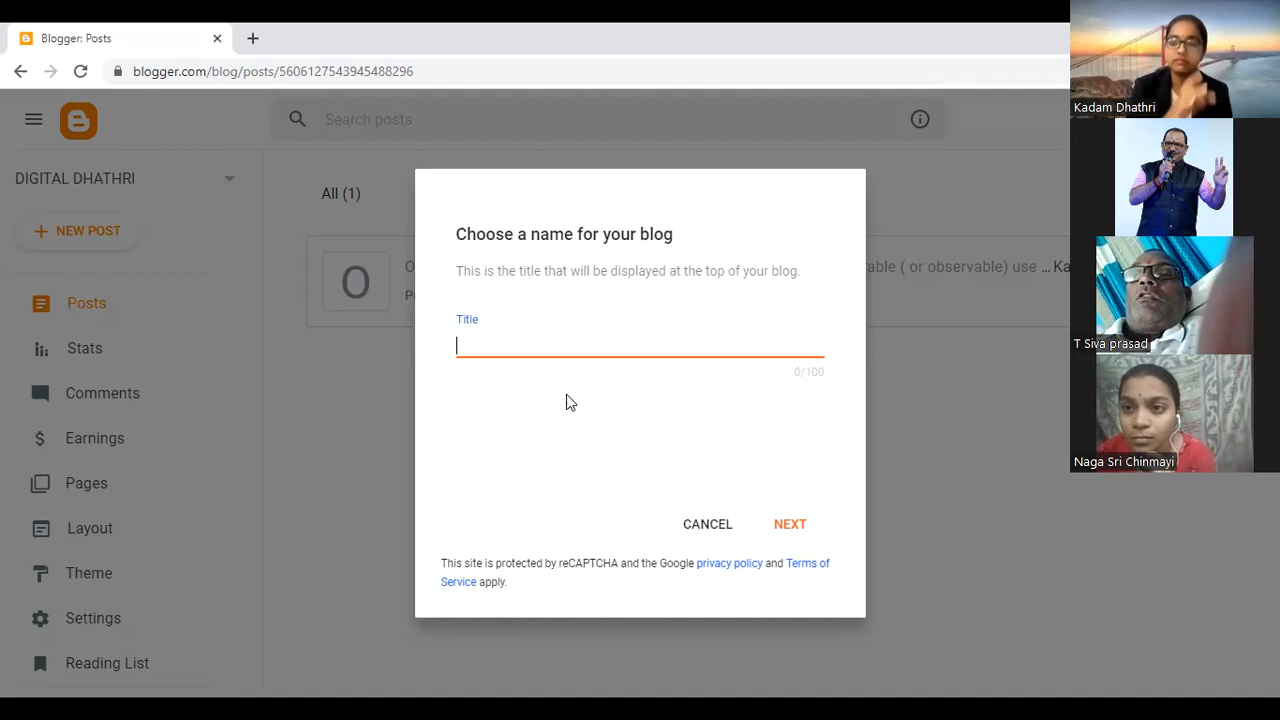 Blogger: Posts
blogger.com/blog/posts/5606127543945488296
Search posts
DIGITAL DHATHRI
NEW POST
Posts
Stats
Comments
Earnings
Pages
Layout
Theme
Settings
Reading List
All (1)
O
O
able ( or observable) use ... Ka
P
Choose a name for your blog
This is the title that will be displayed at the top of your blog.
Title
0/100
CANCEL
NEXT
This site is protected by reCAPTCHA and the Google privacy policy and Terms of
Service apply.
Kadam Dhathri
T Siva prasad
Naga Sri Chinmayi